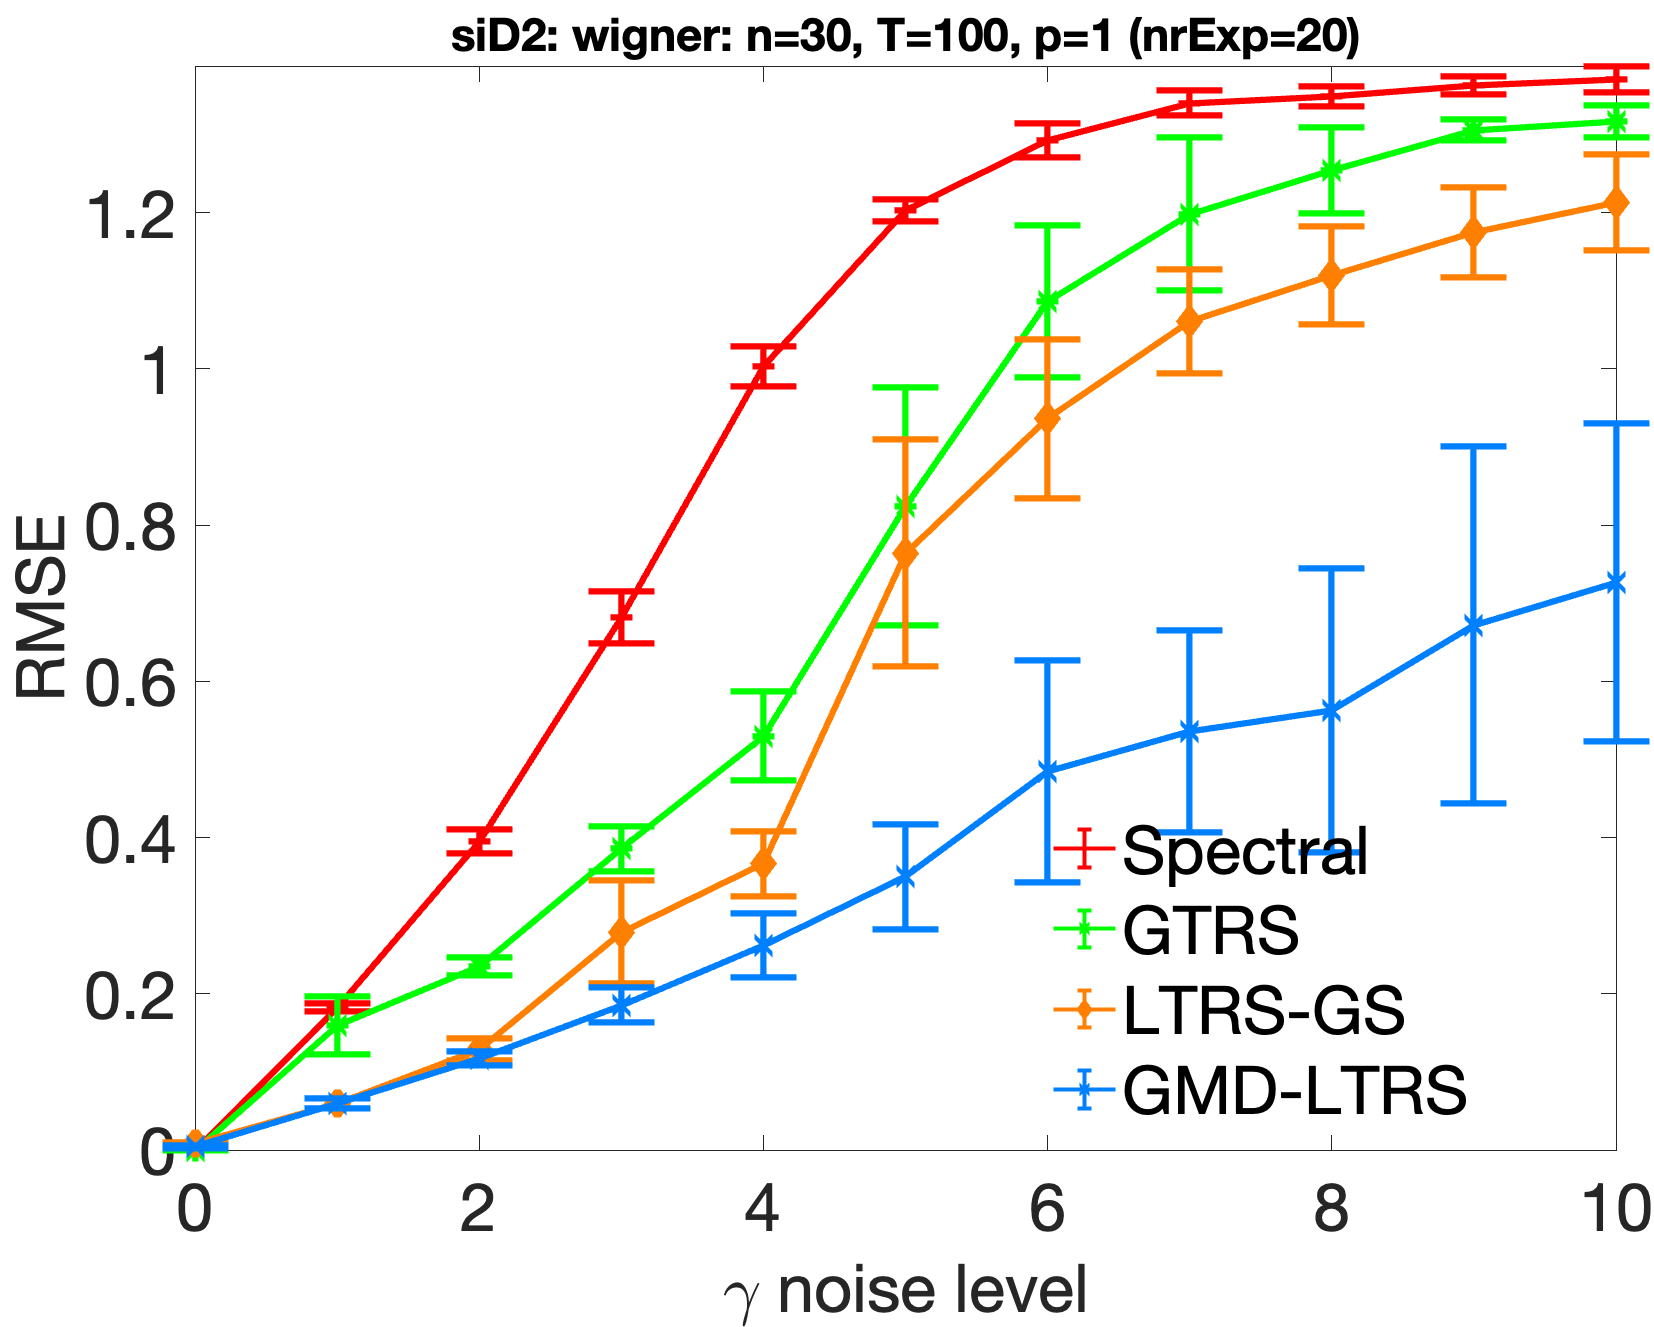 siD2: wigner: n=30, T=100, p=1 (nrExp=20)
RMSE
1.2
1
0.8
0.6
0.4
0.2
0
0 2 4 6 8 10
γ noise level
Spectral
GTRS
LTRS-GS
GMD-LTRS